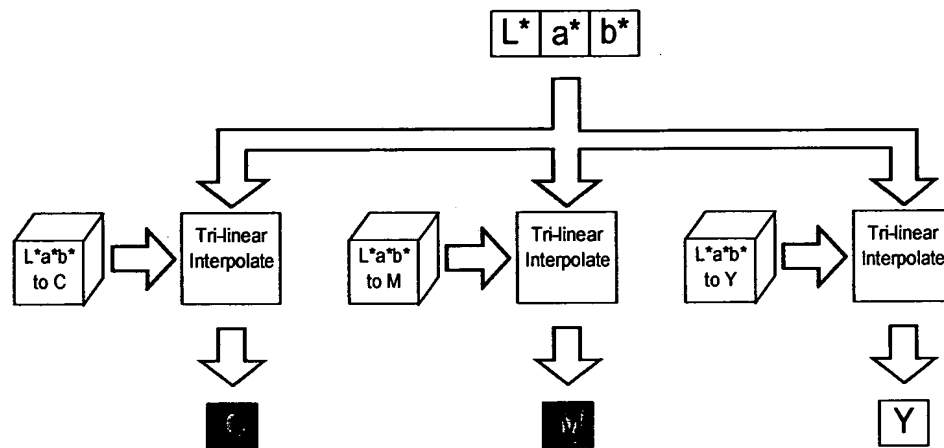 L* a* b*
L*a*b*
to C
Tri-linear
Interpolate
L*a*b*
to M
Tri-linear
Interpolate
L*a*b*
to Y
Tri-linear
Interpolate
C
M
Y